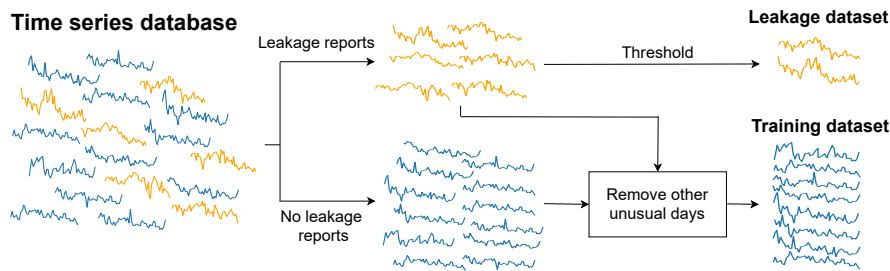 Time series database
Leakage reports
Threshold
Leakage dataset
Training dataset
No leakage
reports
Remove other
unusual days